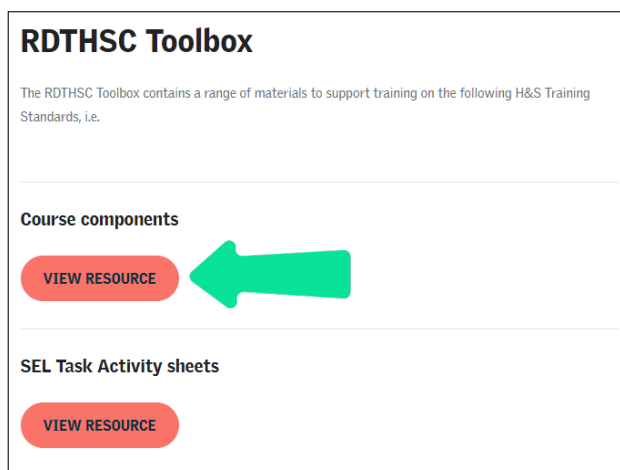 RDTHSC Toolbox
The RDTHSC Toolbox contains a range of materials to support training on the following H&S Training
Standards, i.e.
Course components
VIEW RESOURCE
SEL Task Activity sheets
VIEW RESOURCE